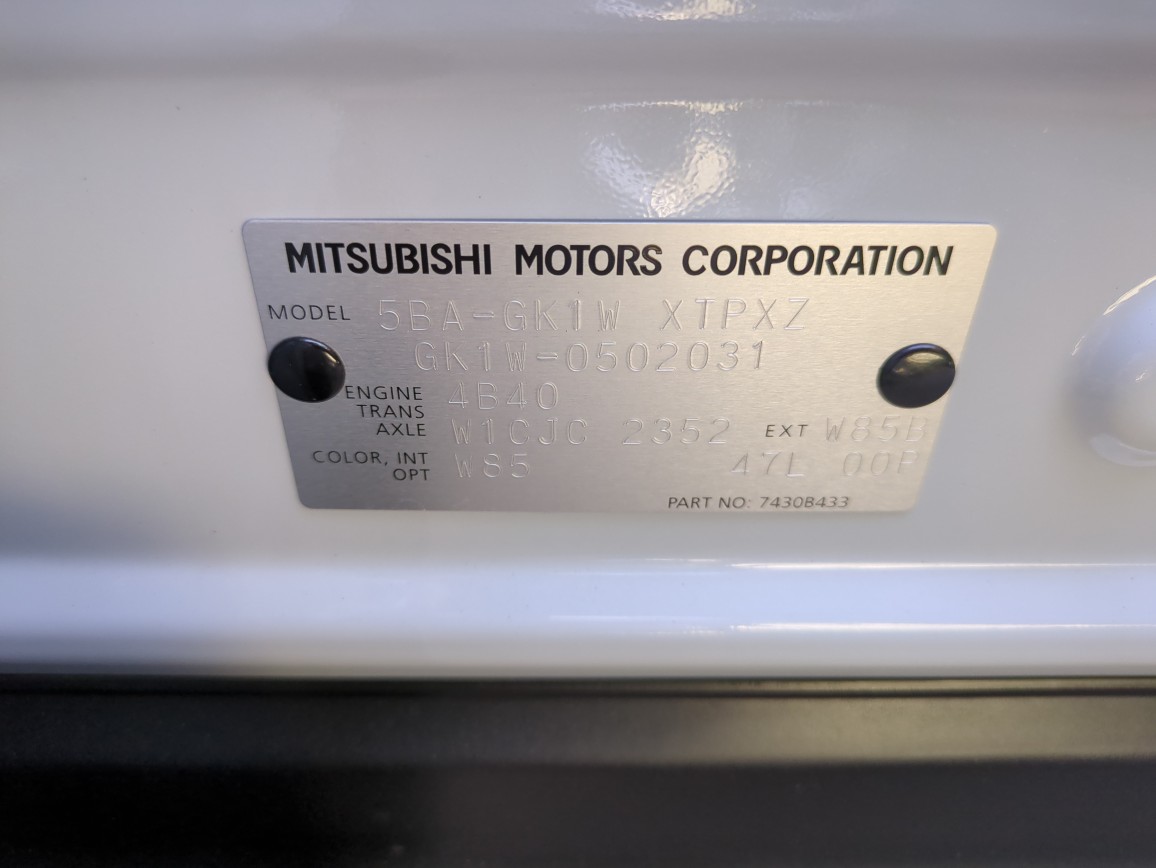 MITSUBISHI MOTORS CORPORATION
MODEL 5BA-GK1W XTPXZ
GK1W-0502031
ENGINE 4B40
TRANS
AXLE W1CJC 2352 EXT W85B
COLOR, INT
OPT W85 47L 00P
PART NO: 7430B433